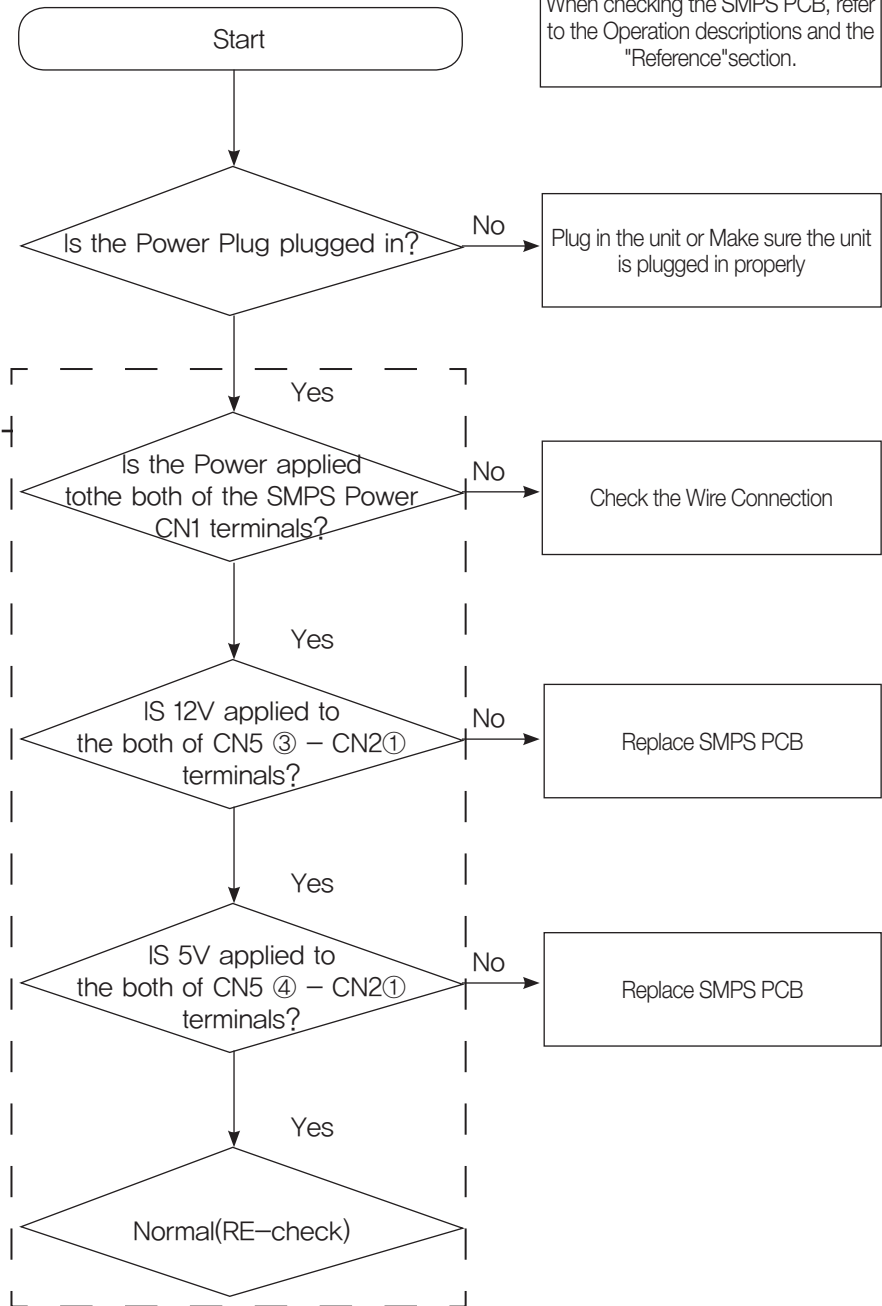 When checking the SMPS PCB, refer
to the Operation descriptions and the
"Reference"section.
Start
Is the Power Plug plugged in?
No
Plug in the unit or Make sure the unit
is plugged in properly
Yes
Is the Power applied
tothe both of the SMPS Power
CN1 terminals?
No
Check the Wire Connection
Yes
IS 12V applied to
the both of CN5 ③ – CN2①
terminals?
No
Replace SMPS PCB
Yes
IS 5V applied to
the both of CN5 ④ – CN2①
terminals?
No
Replace SMPS PCB
Yes
Normal(RE–check)